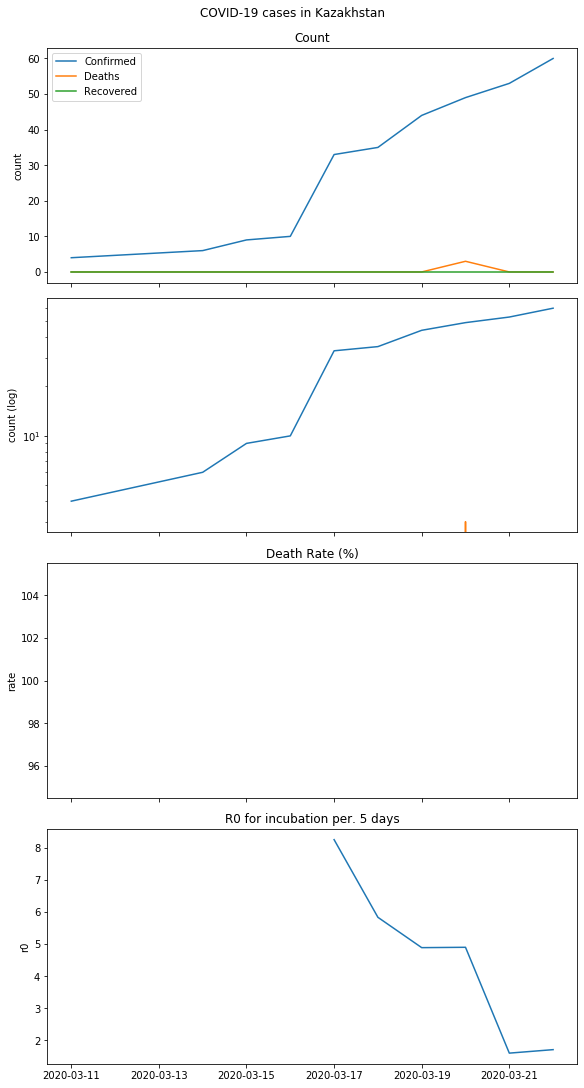 COVID-19 cases in Kazakhstan
Count
Confirmed
Deaths
Recovered
60
50
40
30
20
10
0
count
10^1
count (log)
Death Rate (%)
104
102
100
98
96
rate
R0 for incubation per. 5 days
8
7
6
5
4
3
2
r0
2020-03-11 2020-03-13 2020-03-15 2020-03-17 2020-03-19 2020-03-21